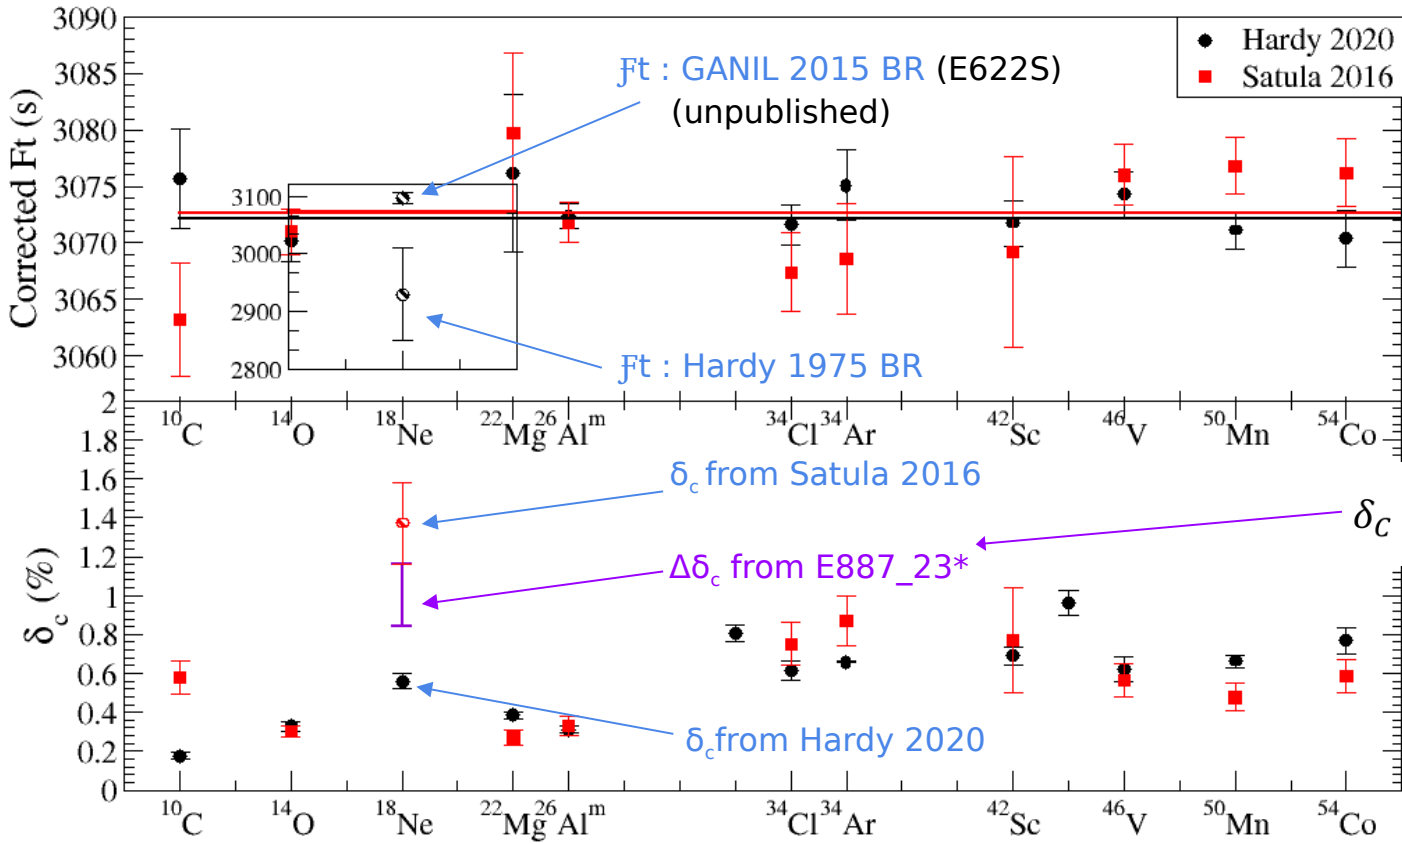 3090
3085
3080
3075
3070
3065
3060
Corrected Ft (s)
Hardy 2020
Satula 2016
Ƒt : GANIL 2015 BR (E622S)
(unpublished)
3100
3000
2900
2800
Ƒt : Hardy 1975 BR
¹⁰C ¹⁴O ¹⁸Ne ²²Mg ²⁶Alᵐ ³⁴Cl ³⁴Ar ⁴²Sc ⁴⁶V ⁵⁰Mn ⁵⁴Co
2
1.8
1.6
1.4
1.2
1
0.8
0.6
0.4
0.2
0
δc (%)
δc from Satula 2016
δC
Δδc from E887_23*
δc from Hardy 2020
¹⁰C ¹⁴O ¹⁸Ne ²²Mg ²⁶Alᵐ ³⁴Cl ³⁴Ar ⁴²Sc ⁴⁶V ⁵⁰Mn ⁵⁴Co